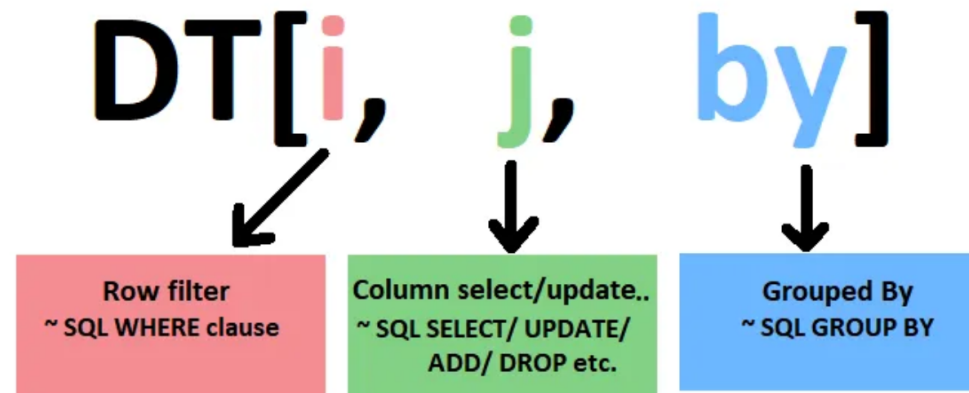 DT[i, j, by]
Row filter
~ SQL WHERE clause
Column select/update..
~ SQL SELECT/ UPDATE/
ADD/ DROP etc.
Grouped By
~ SQL GROUP BY